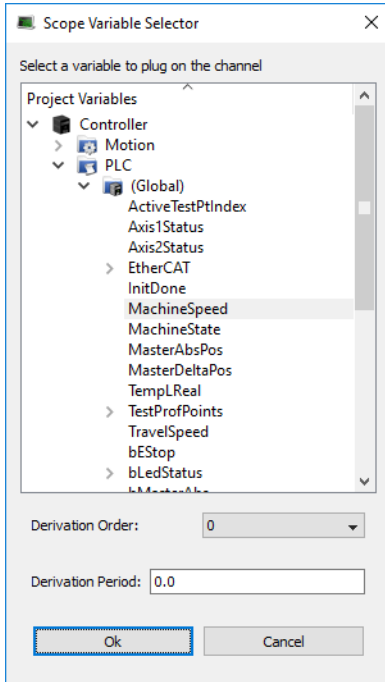 Scope Variable Selector
Select a variable to plug on the channel
Project Variables
Controller
Motion
PLC
(Global)
ActiveTestPtIndex
Axis1Status
Axis2Status
EtherCAT
InitDone
MachineSpeed
MachineState
MasterAbsPos
MasterDeltaPos
TempLReal
TestProfPoints
TravelSpeed
bEStop
bLedStatus
Derivation Order: 0
Derivation Period: 0.0
Ok Cancel